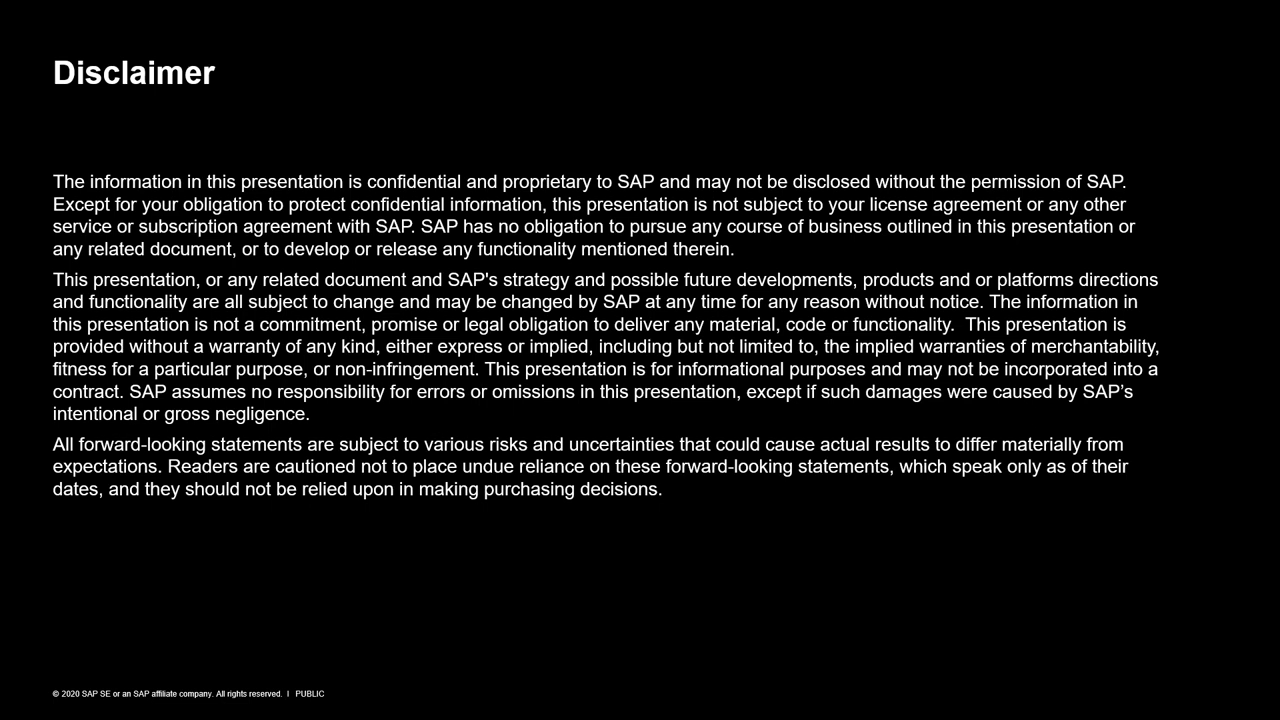 Disclaimer
The information in this presentation is confidential and proprietary to SAP and may not be disclosed without the permission of SAP.
Except for your obligation to protect confidential information, this presentation is not subject to your license agreement or any other
service or subscription agreement with SAP. SAP has no obligation to pursue any course of business outlined in this presentation or
any related document, or to develop or release any functionality mentioned therein.
This presentation, or any related document and SAP's strategy and possible future developments, products and or platforms directions
and functionality are all subject to change and may be changed by SAP at any time for any reason without notice. The information in
this presentation is not a commitment, promise or legal obligation to deliver any material, code or functionality.  This presentation is
provided without a warranty of any kind, either express or implied, including but not limited to, the implied warranties of merchantability,
fitness for a particular purpose, or non-infringement. This presentation is for informational purposes and may not be incorporated into a
contract. SAP assumes no responsibility for errors or omissions in this presentation, except if such damages were caused by SAP’s
intentional or gross negligence.
All forward-looking statements are subject to various risks and uncertainties that could cause actual results to differ materially from
expectations. Readers are cautioned not to place undue reliance on these forward-looking statements, which speak only as of their
dates, and they should not be relied upon in making purchasing decisions.
© 2020 SAP SE or an SAP affiliate company. All rights reserved. I PUBLIC